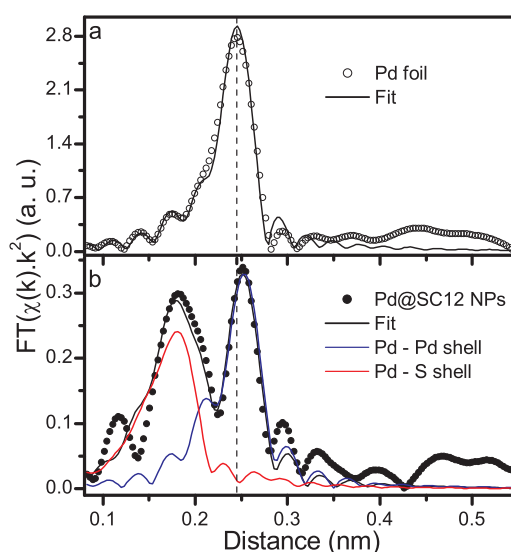 a
2.8
2.1
1.4
0.7
0.0
Pd foil
Fit
FT(χ(k).k²) (a. u.)
b
0.3
0.2
0.1
0.0
Pd@SC12 NPs
Fit
Pd - Pd shell
Pd - S shell
0.1 0.2 0.3 0.4 0.5
Distance (nm)